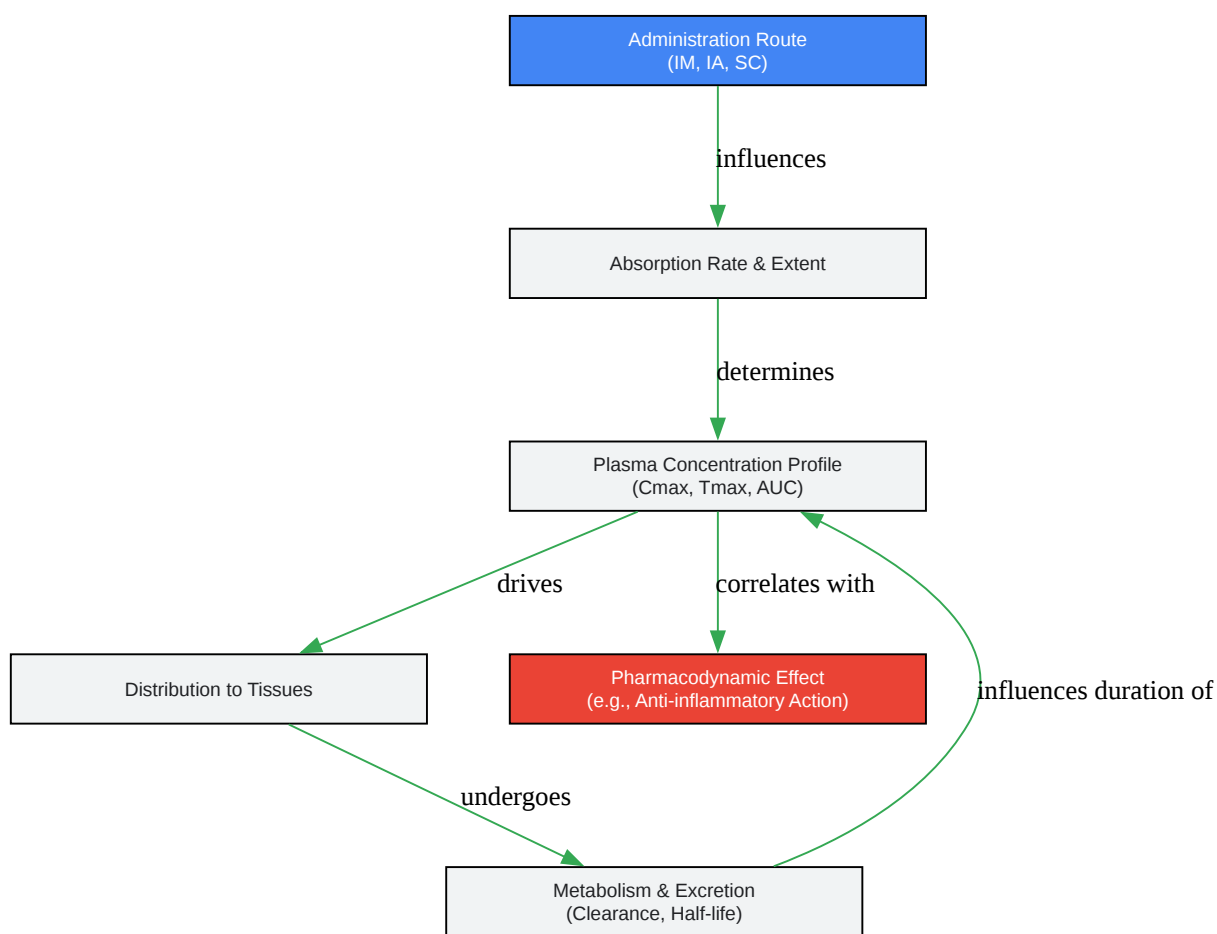 Administration Route
(IM, IA, SC)
influences
Absorption Rate & Extent
determines
Plasma Concentration Profile
(Cmax, Tmax, AUC)
drives
correlates with
Distribution to Tissues
Pharmacodynamic Effect
(e.g., Anti-inflammatory Action)
influences duration of
undergoes
Metabolism & Excretion
(Clearance, Half-life)